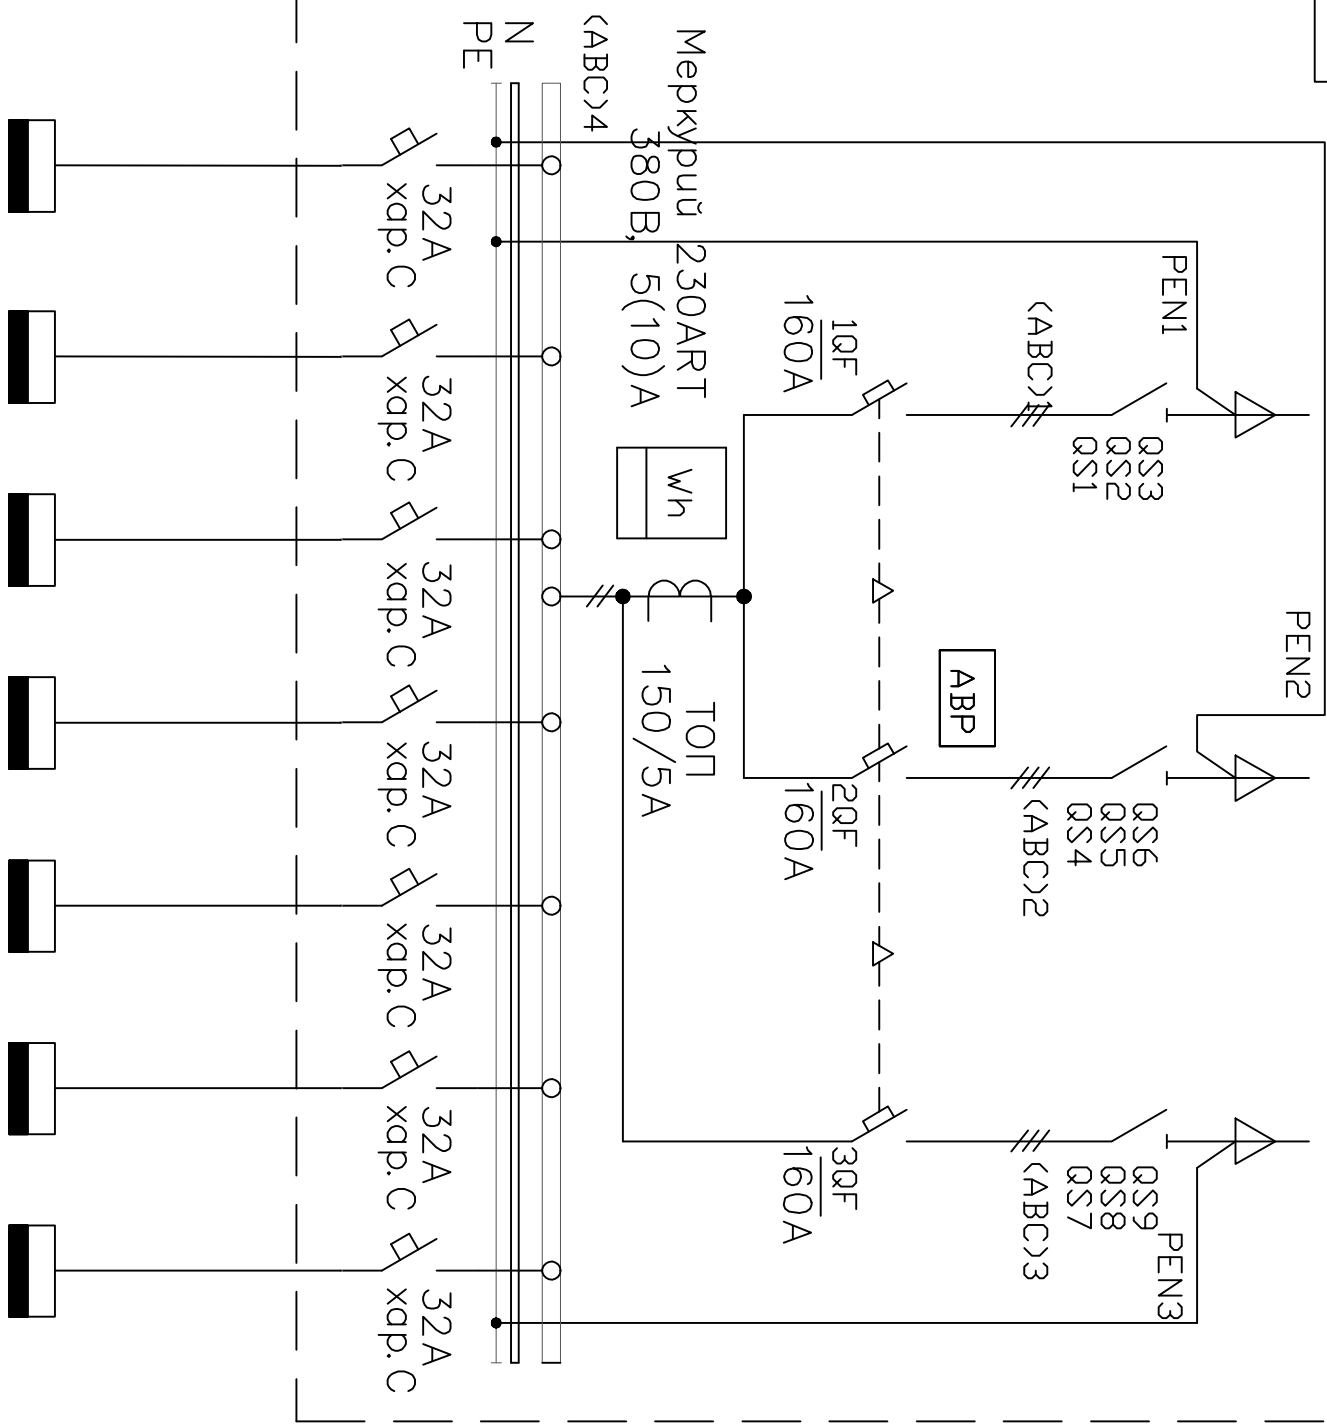 PEN2
PEN1
PEN3
QS3
QS2
QS1
QS6
QS5
QS4
QS9
QS8
QS7
(ABC)1
(ABC)2
(ABC)3
АВР
1QF
160А
2QF
160А
3QF
160А
Меркурий 230ART
380В, 5(10)А
Wh
ТОП
150/5А
(ABC)4
N
PE
32А
хар.С
32А
хар.С
32А
хар.С
32А
хар.С
32А
хар.С
32А
хар.С
32А
хар.С